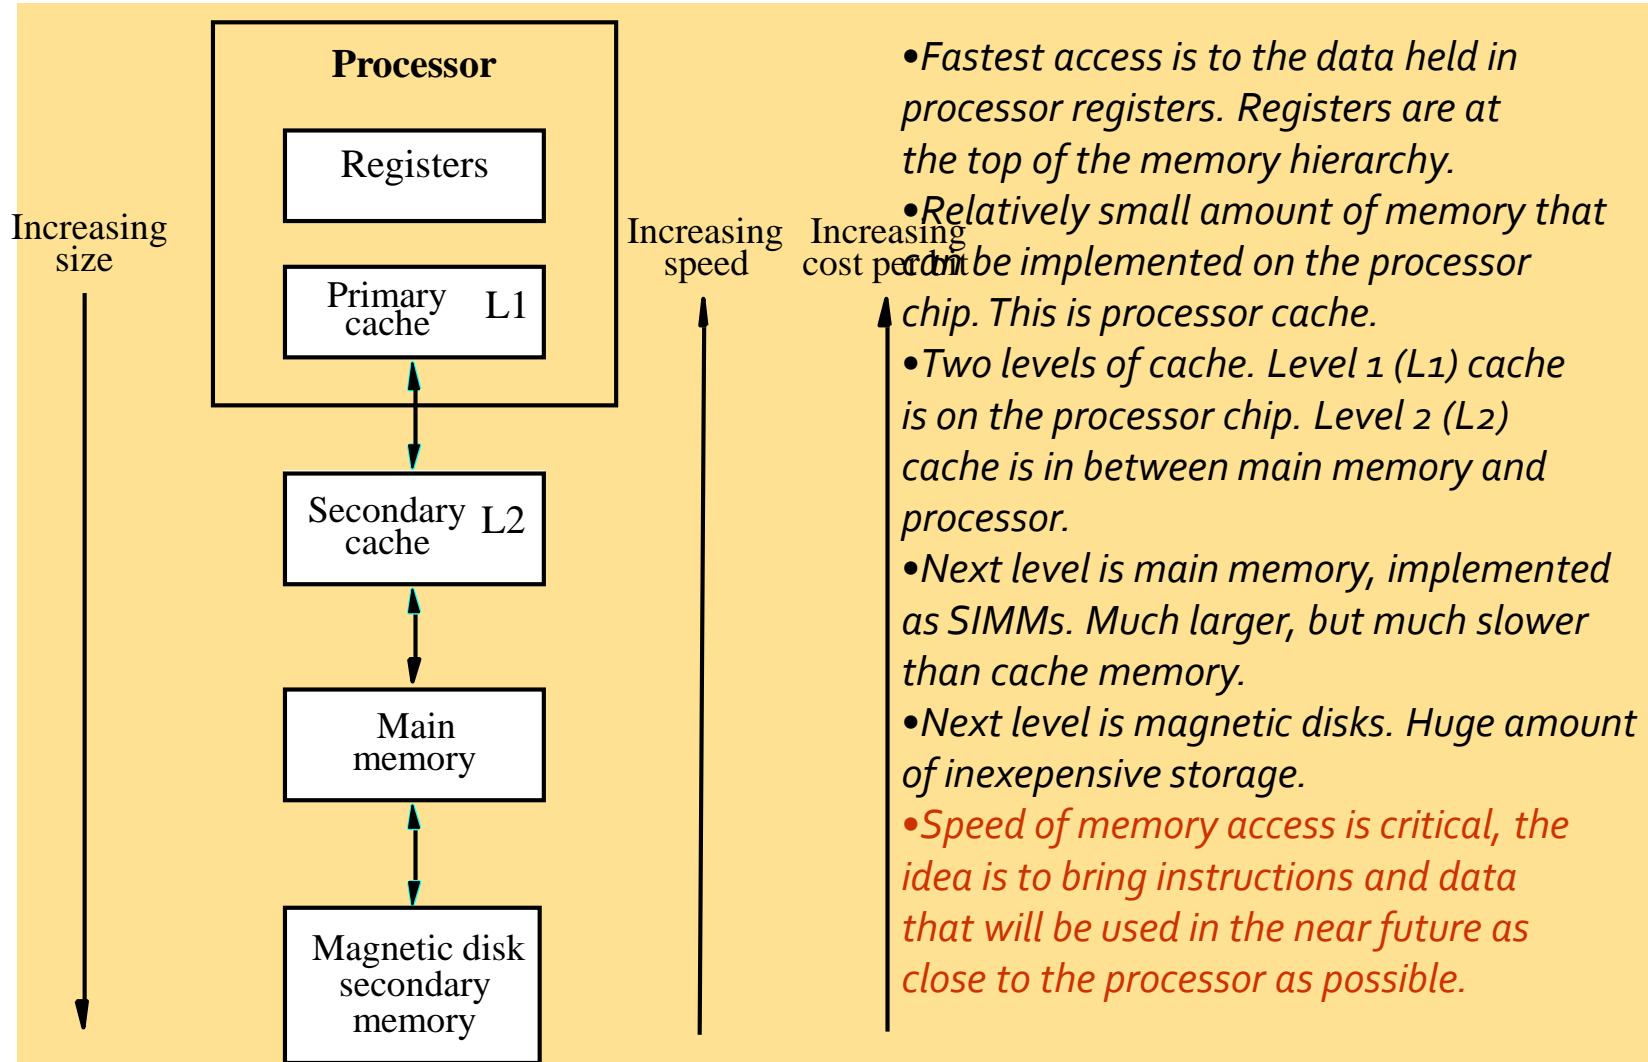 Processor
Registers
Primary
cache
L1
Secondary
cache
L2
Main
memory
Magnetic disk
secondary
memory
Increasing
size
Increasing
speed
Increasing
cost per bit
•Fastest access is to the data held in
processor registers. Registers are at
the top of the memory hierarchy.
•Relatively small amount of memory that
can be implemented on the processor
chip. This is processor cache.
•Two levels of cache. Level 1 (L1) cache
is on the processor chip. Level 2 (L2)
cache is in between main memory and
processor.
•Next level is main memory, implemented
as SIMMs. Much larger, but much slower
than cache memory.
•Next level is magnetic disks. Huge amount
of inexepensive storage.
•Speed of memory access is critical, the
idea is to bring instructions and data
that will be used in the near future as
close to the processor as possible.